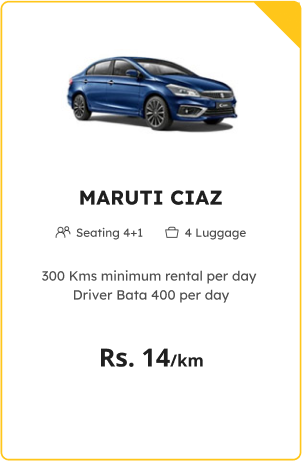 MARUTI CIAZ
Seating 4+1 4 Luggage
300 Kms minimum rental per day
Driver Bata 400 per day
Rs. 14/km